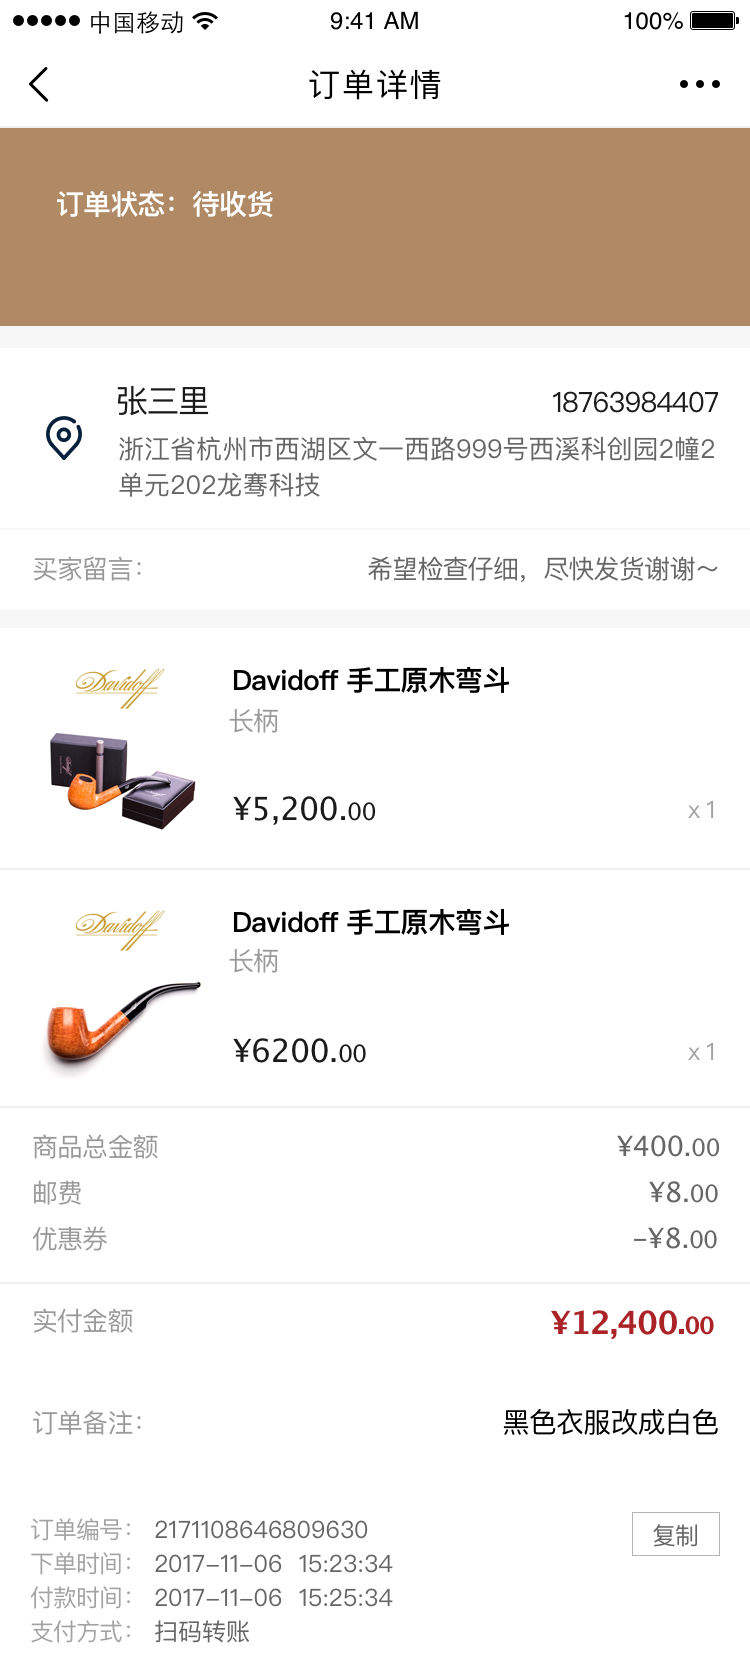 中国移动 9:41 AM 100%
订单详情
订单状态：待收货
张三里 18763984407
浙江省杭州市西湖区文一西路999号西溪科创园2幢2
单元202龙骞科技
买家留言： 希望检查仔细，尽快发货谢谢～
Davidoff
Davidoff 手工原木弯斗
长柄
¥5,200.00 x 1
Davidoff
Davidoff 手工原木弯斗
长柄
¥6200.00 x 1
商品总金额 ¥400.00
邮费 ¥8.00
优惠券 -¥8.00
实付金额 ¥12,400.00
订单备注： 黑色衣服改成白色
订单编号： 2171108646809630 复制
下单时间： 2017-11-06 15:23:34
付款时间： 2017-11-06 15:25:34
支付方式： 扫码转账